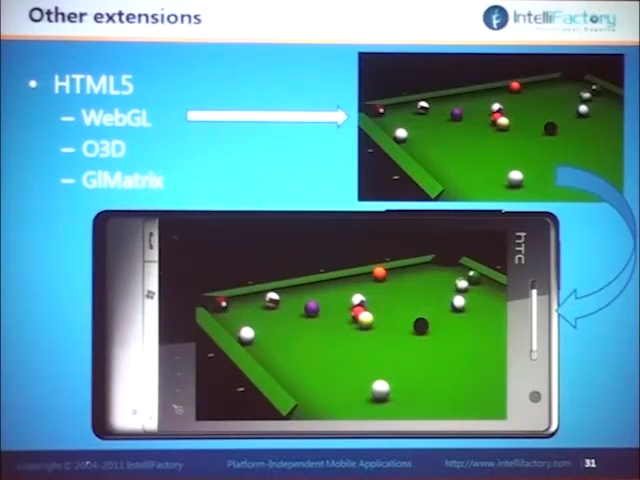 Other extensions
IntelliFactory
• HTML5
– WebGL
– O3D
– GlMatrix
hTC
Copyright © 2004-2011 IntelliFactory
Platform-Independent Mobile Applications
http://www.intellifactory.com
31